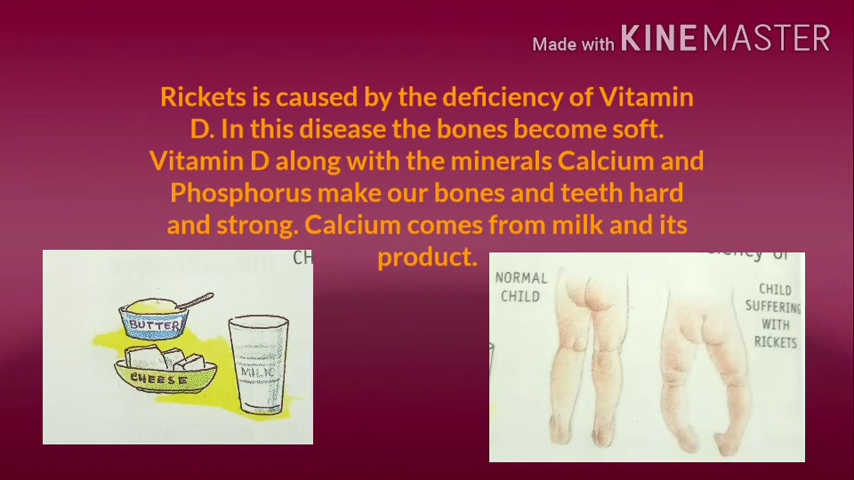 Made with KINEMASTER
Rickets is caused by the deficiency of Vitamin
D. In this disease the bones become soft.
Vitamin D along with the minerals Calcium and
Phosphorus make our bones and teeth hard
and strong. Calcium comes from milk and its
product.
CH
BUTTER
CHEESE
MILK
NORMAL
CHILD
CHILD
SUFFERING
WITH
RICKETS